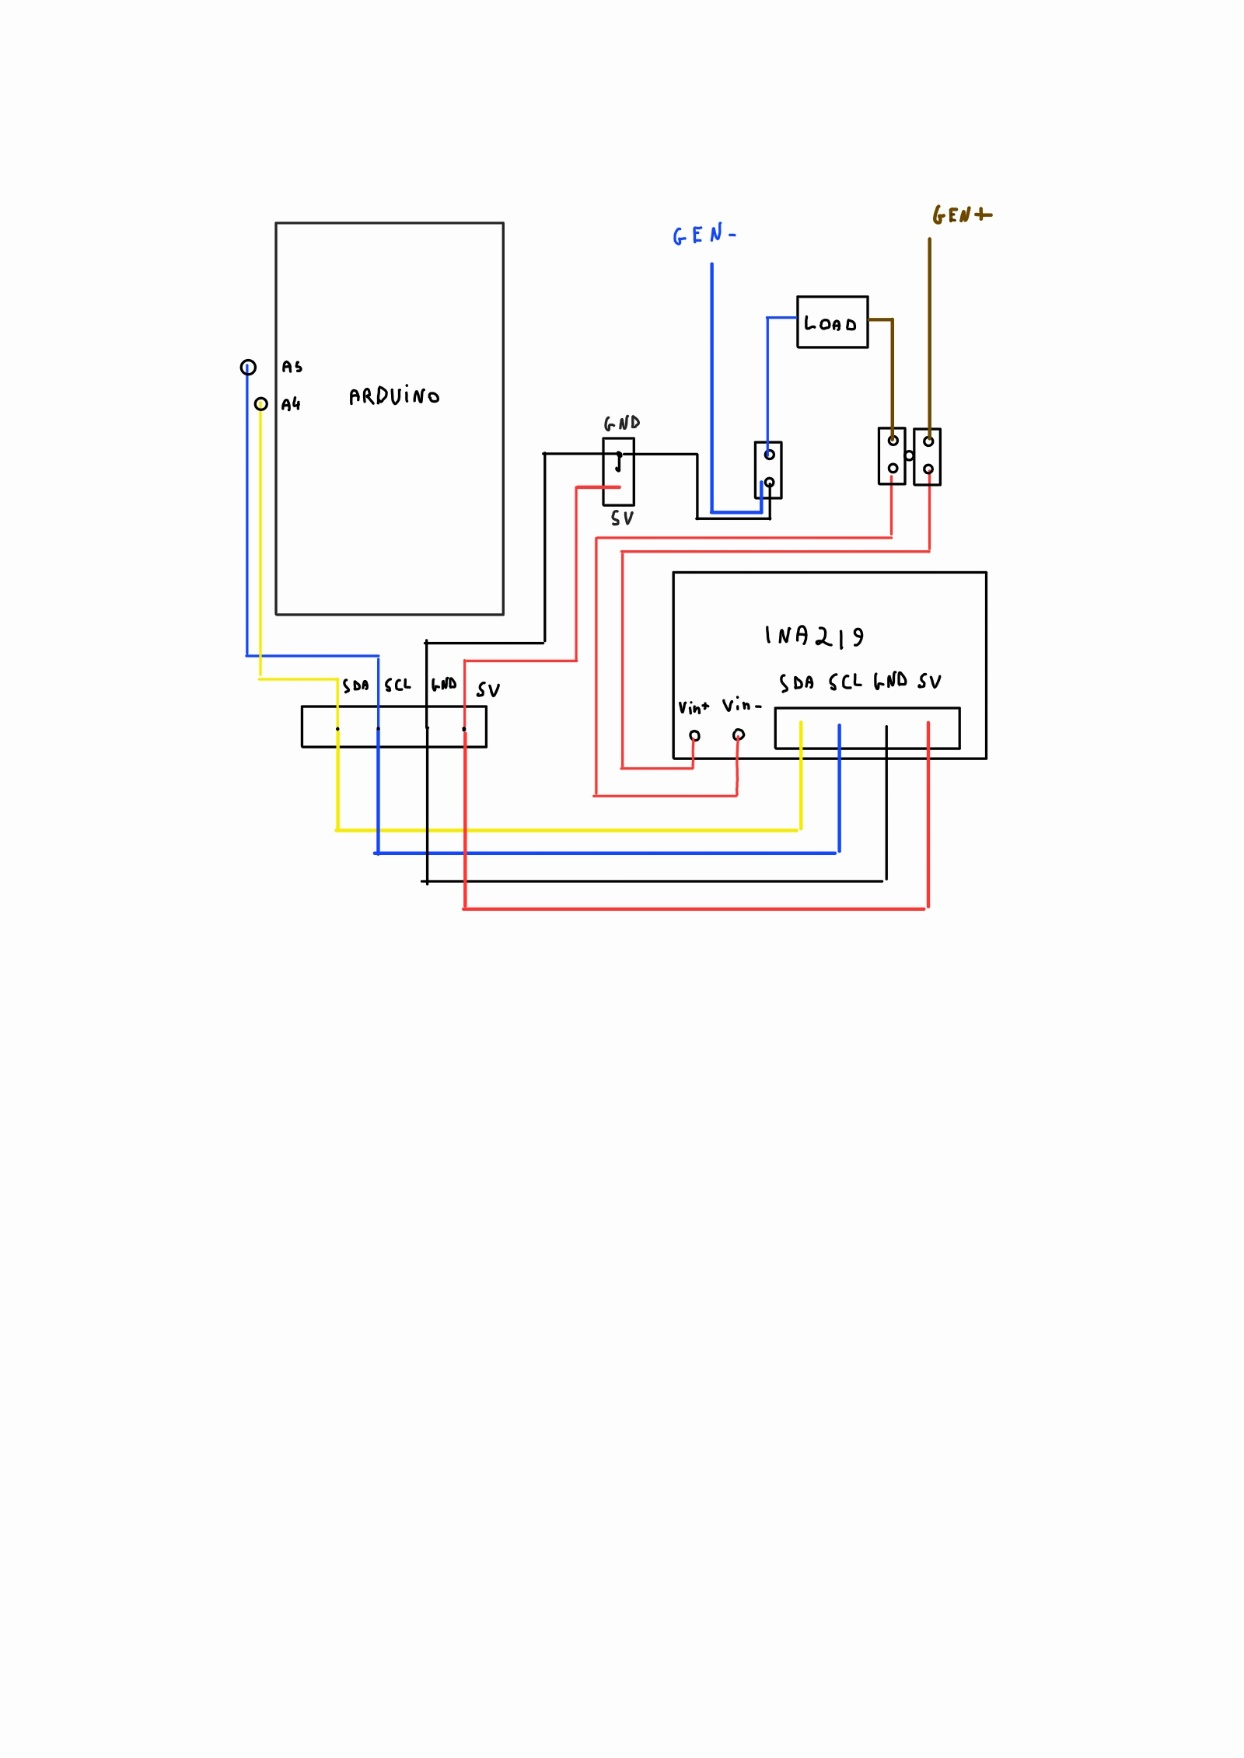 GEN+
GEN-
LOAD
A5
ARDUiNO
A4
GND
5V
INA219
SDA SCL GND 5V
SDA SCL GND 5V
Vin+ Vin-